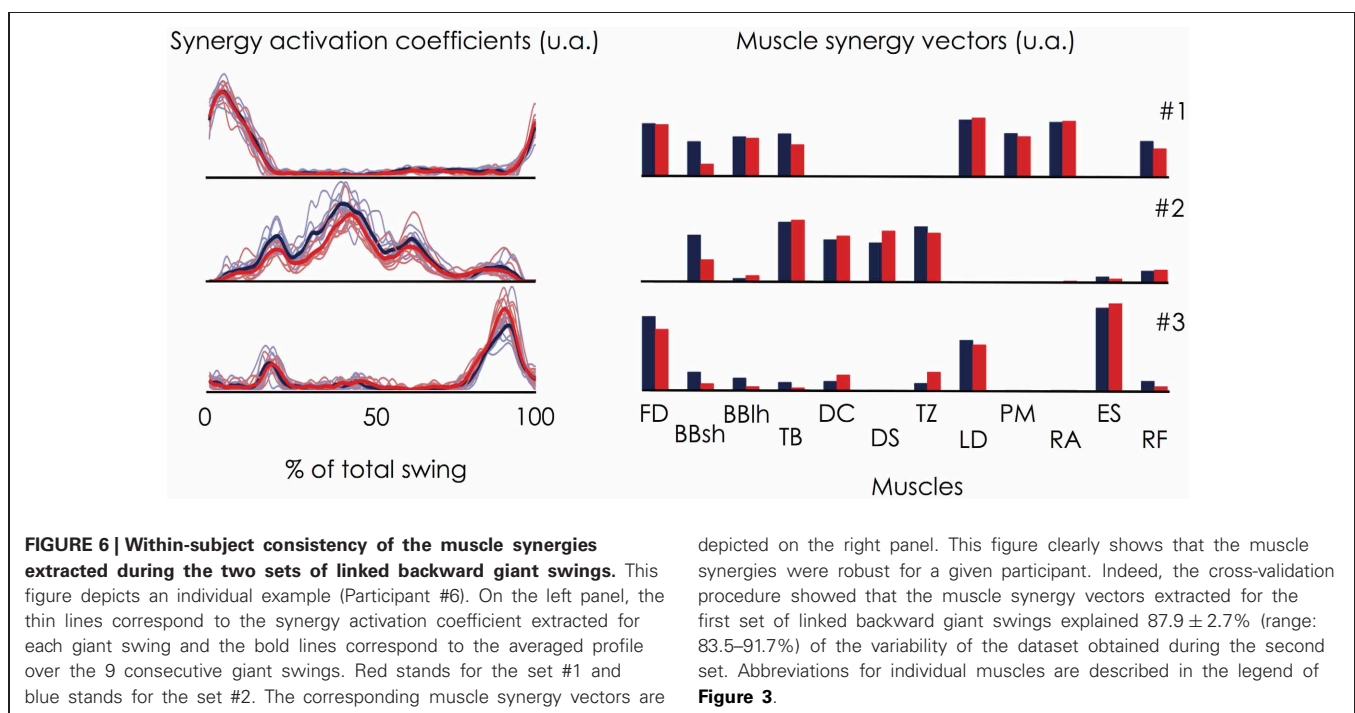 Synergy activation coefficients (u.a.)
Muscle synergy vectors (u.a.)
#1
#2
#3
0 50 100
% of total swing
FD BBsh BBlh TB DC DS TZ LD PM RA ES RF
Muscles
FIGURE 6 | Within-subject consistency of the muscle synergies
extracted during the two sets of linked backward giant swings. This
figure depicts an individual example (Participant #6). On the left panel, the
thin lines correspond to the synergy activation coefficient extracted for
each giant swing and the bold lines correspond to the averaged profile
over the 9 consecutive giant swings. Red stands for the set #1 and
blue stands for the set #2. The corresponding muscle synergy vectors are
depicted on the right panel. This figure clearly shows that the muscle
synergies were robust for a given participant. Indeed, the cross-validation
procedure showed that the muscle synergy vectors extracted for the
first set of linked backward giant swings explained 87.9 ± 2.7% (range:
83.5–91.7%) of the variability of the dataset obtained during the second
set. Abbreviations for individual muscles are described in the legend of
Figure 3.